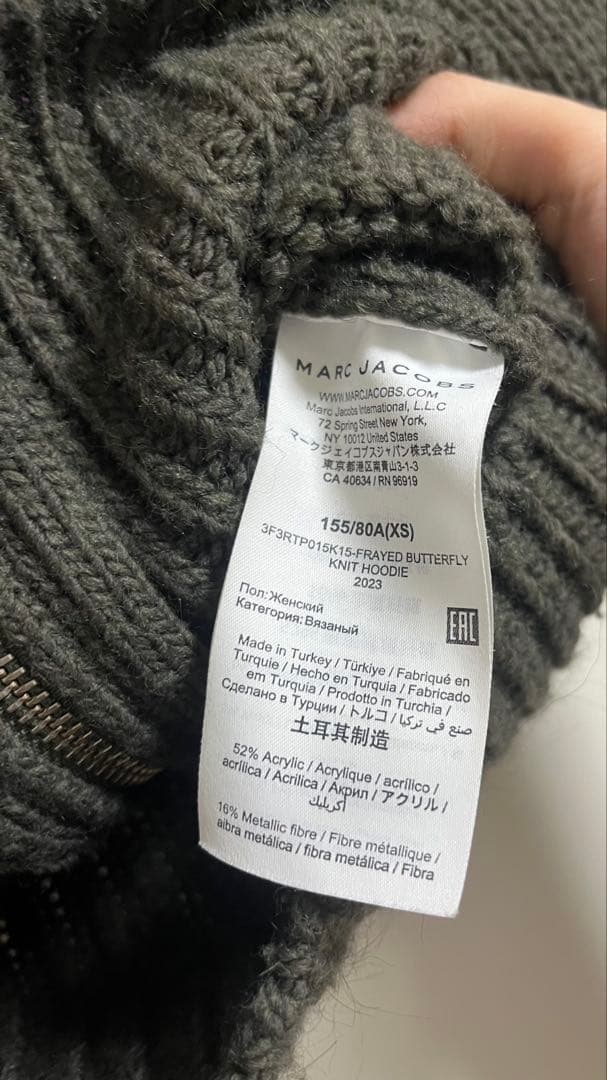 MARC JACOBS
WWW.MARCJACOBS.COM
Marc Jacobs International, L.L.C
72 Spring Street New York,
NY 10012 United States
マークジェイコブスジャパン株式会社
東京都港区南青山3-1-3
CA 40634 / RN 96919
155/80A(XS)
3F3RTP015K15-FRAYED BUTTERFLY
KNIT HOODIE
2023
Пол:Женский
Категория:Вязаный
EAC
Made in Turkey / Türkiye / Fabriqué en
Turquie / Hecho en Turquia / Fabricado
em Turquia / Prodotto in Turchia /
Сделано в Турции / トルコ / صنع في تركيا
土耳其制造
52% Acrylic / Acrylique / acrílico /
acrílica / Acrilica / Акрил / アクリル /
أكريليك
16% Metallic fibre / Fibre métallique /
aibra metálica / fibra metálica / Fibra